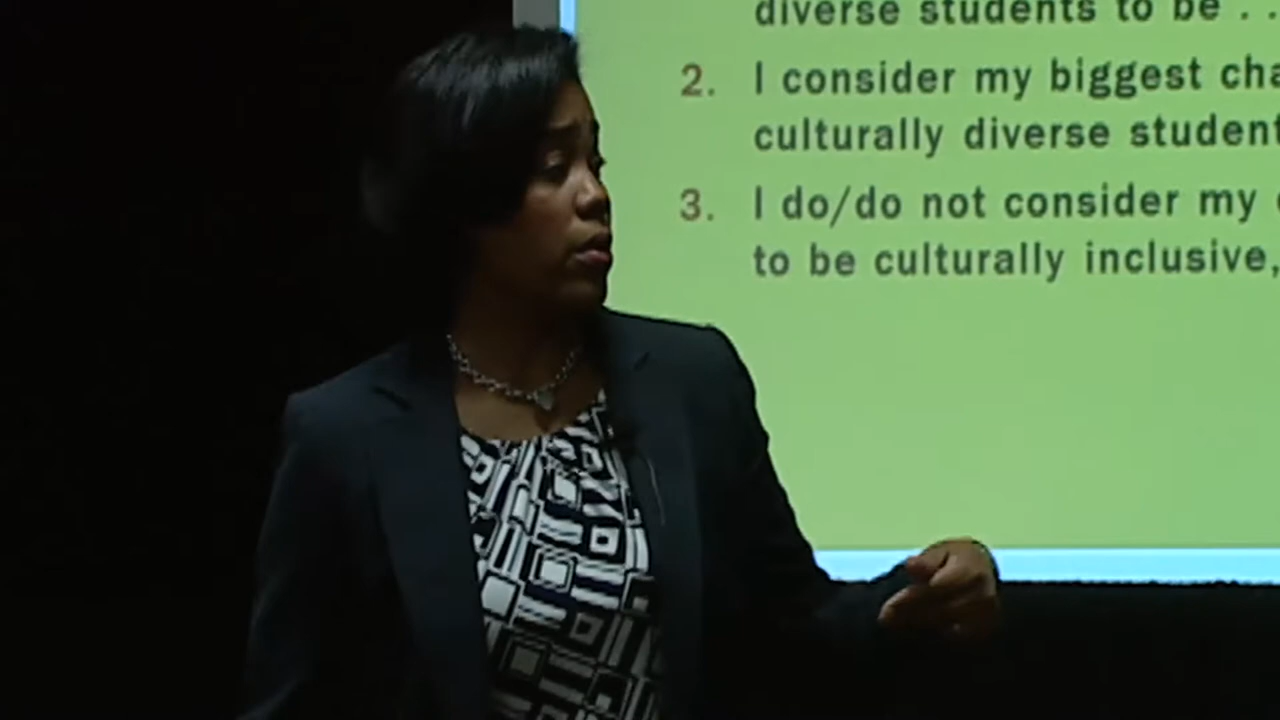 diverse students to be . .
2. I consider my biggest cha
culturally diverse student
3. I do/do not consider my
to be culturally inclusive,